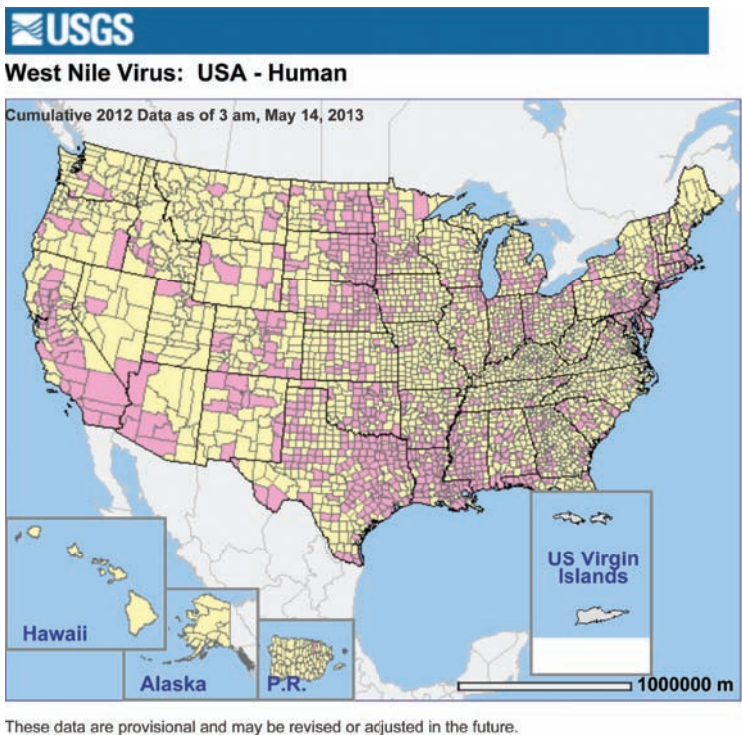 USGS
West Nile Virus: USA - Human
Cumulative 2012 Data as of 3 am, May 14, 2013
US Virgin
Islands
Hawaii
Alaska
P.R.
1000000 m
These data are provisional and may be revised or adjusted in the future.